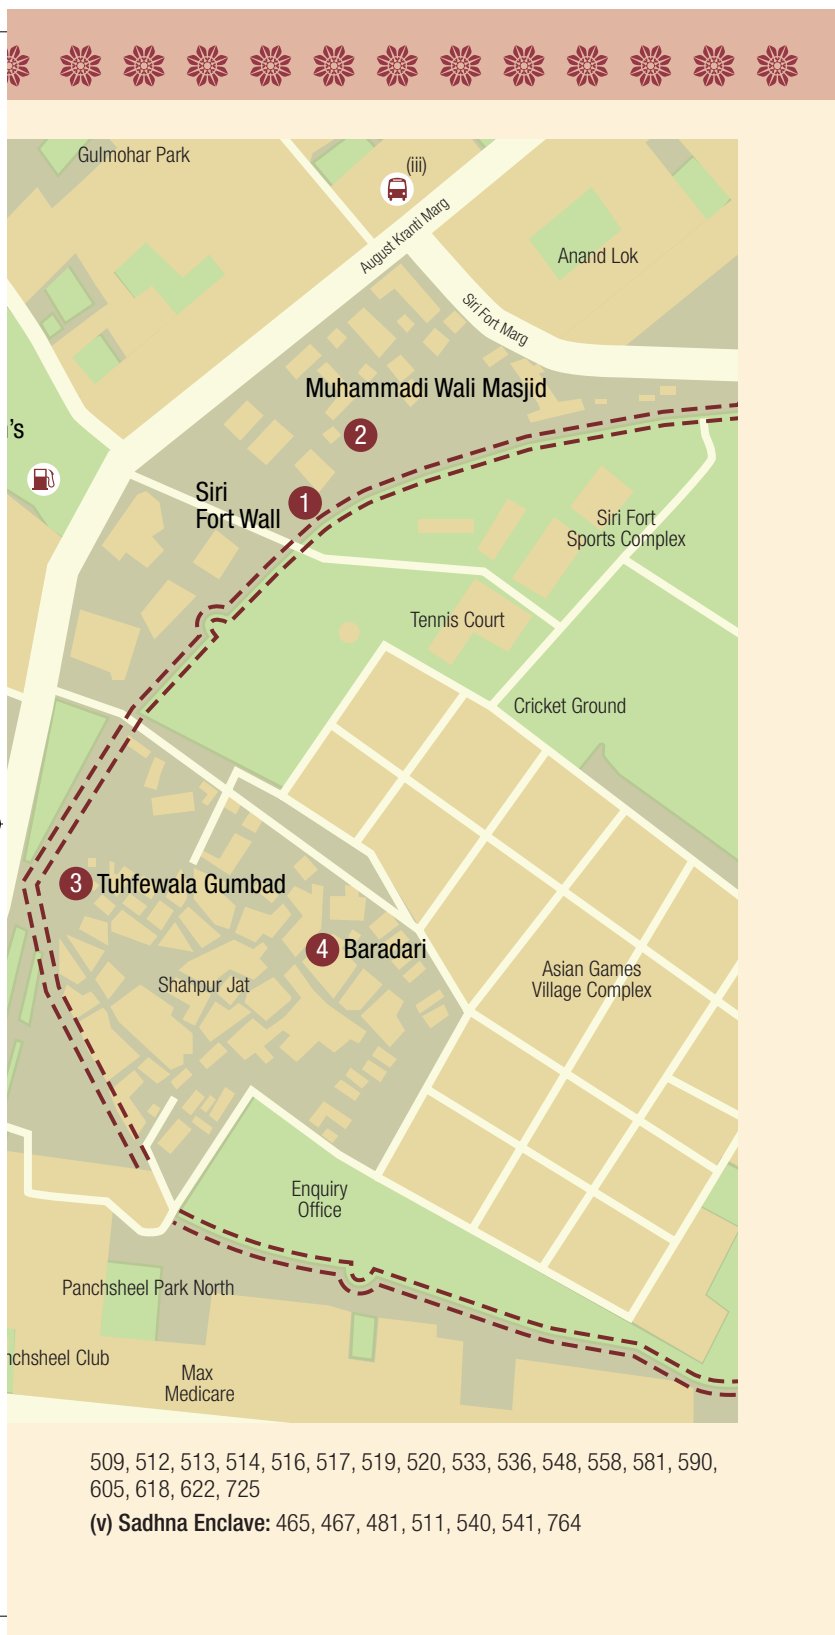 Gulmohar Park
(iii)
August Kranti Marg
Anand Lok
Siri Fort Marg
Muhammadi Wali Masjid
's
2
Siri
Fort Wall
1
Siri Fort
Sports Complex
Tennis Court
Cricket Ground
3 Tuhfewala Gumbad
4 Baradari
Shahpur Jat
Asian Games
Village Complex
Enquiry
Office
Panchsheel Park North
nchsheel Club
Max
Medicare
509, 512, 513, 514, 516, 517, 519, 520, 533, 536, 548, 558, 581, 590,
605, 618, 622, 725
(v) Sadhna Enclave: 465, 467, 481, 511, 540, 541, 764